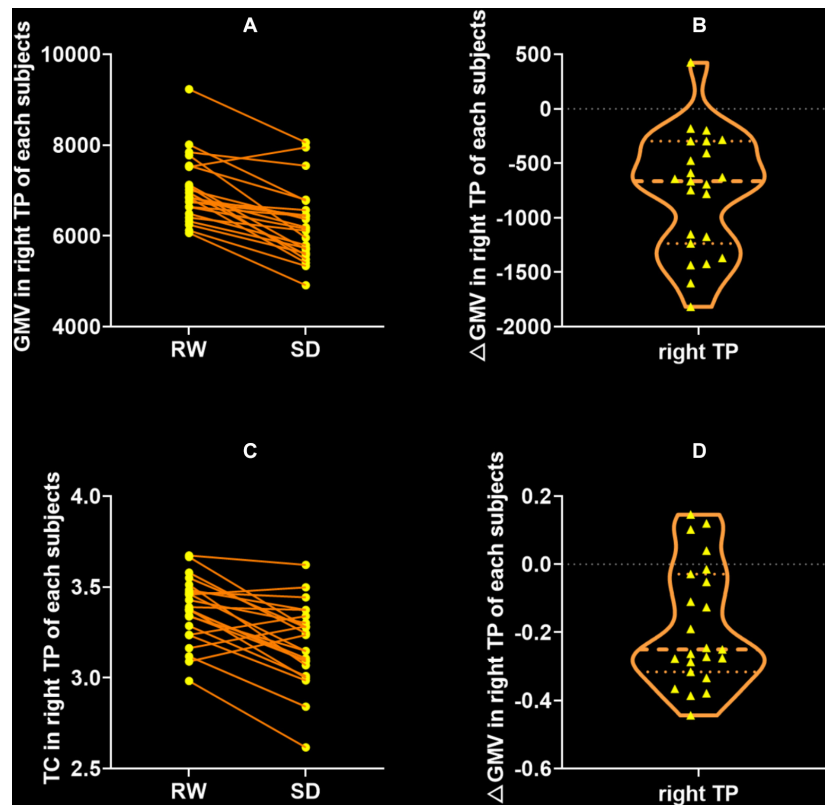 A
GMV in right TP of each subjects
10000
8000
6000
4000
RW
SD
B
△GMV in right TP of each subjects
500
0
-500
-1000
-1500
-2000
right TP
C
TC in right TP of each subjects
4.0
3.5
3.0
2.5
RW
SD
D
△GMV in right TP of each subjects
0.2
0.0
-0.2
-0.4
-0.6
right TP